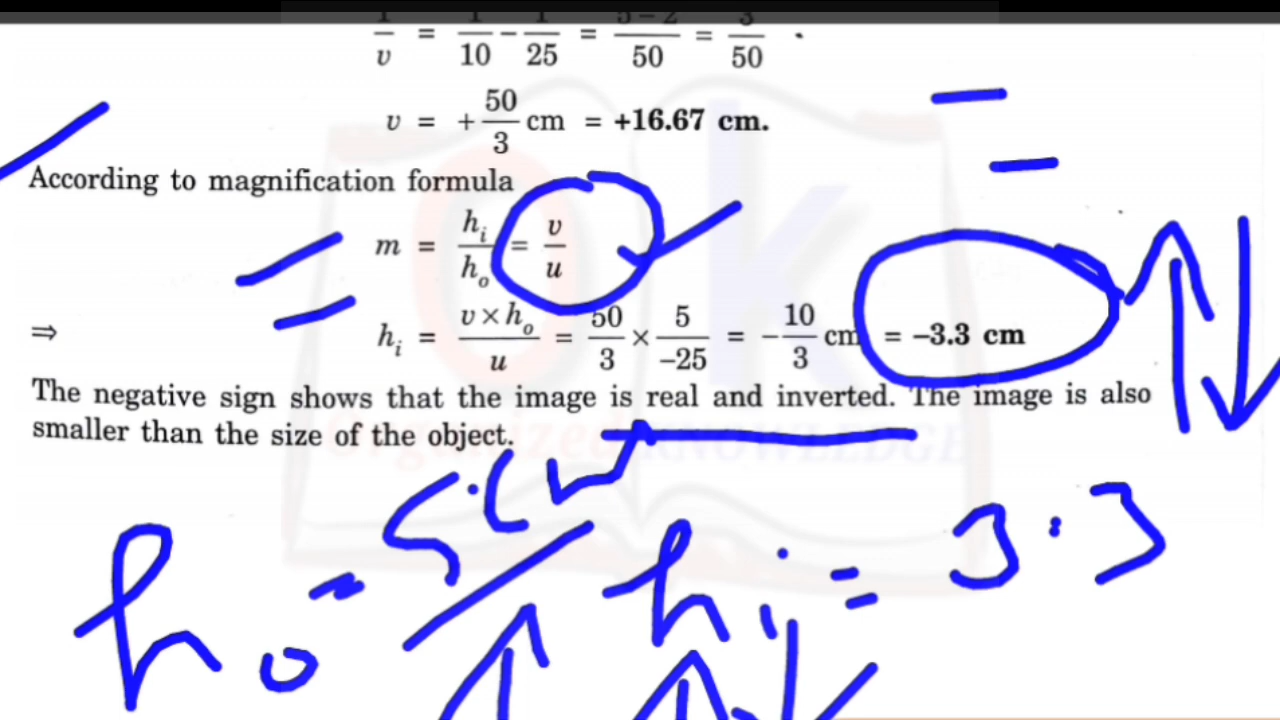 1/v = 1/10 − 1/25 = 5−2/50 = 3/50 .
v = + 50/3 cm = +16.67 cm.
According to magnification formula
m = hᵢ/hₒ = v/u
⇒ hᵢ = v×hₒ/u = 50/3 × 5/−25 = − 10/3 cm = −3.3 cm
The negative sign shows that the image is real and inverted. The image is also
smaller than the size of the object.
Organized KNOWLEDGE
hₒ = 5.cm hᵢ = 3.3